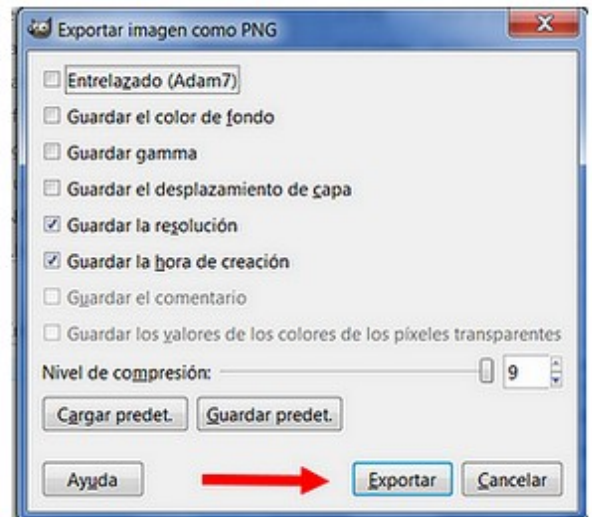 Exportar imagen como PNG
Entrelazado (Adam7)
Guardar el color de fondo
Guardar gamma
Guardar el desplazamiento de capa
Guardar la resolución
Guardar la hora de creación
Guardar el comentario
Guardar los valores de los colores de los píxeles transparentes
Nivel de compresión: 9
Cargar predet. Guardar predet.
Ayuda Exportar Cancelar